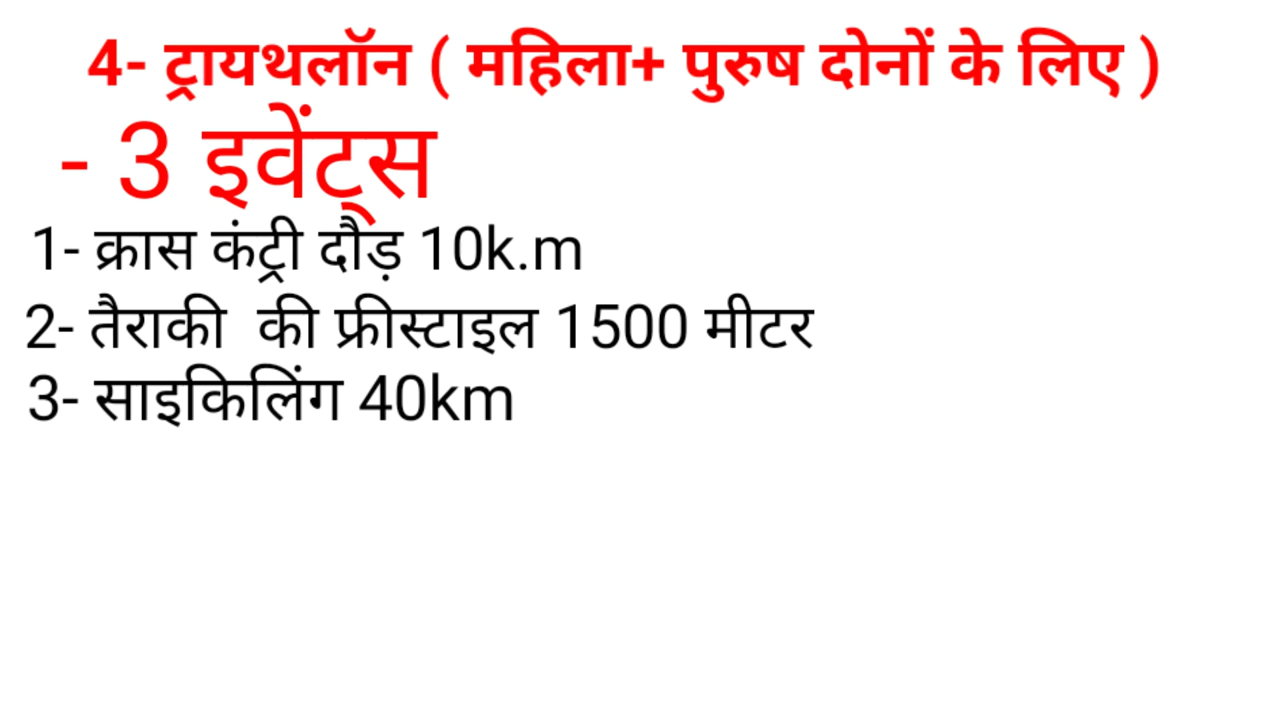 4- ट्रायथलॉन ( महिला+ पुरुष दोनों के लिए )
- 3 इवेंट्स
1- क्रास कंट्री दौड़ 10k.m
2- तैराकी  की फ्रीस्टाइल 1500 मीटर
3- साइकिलिंग 40km